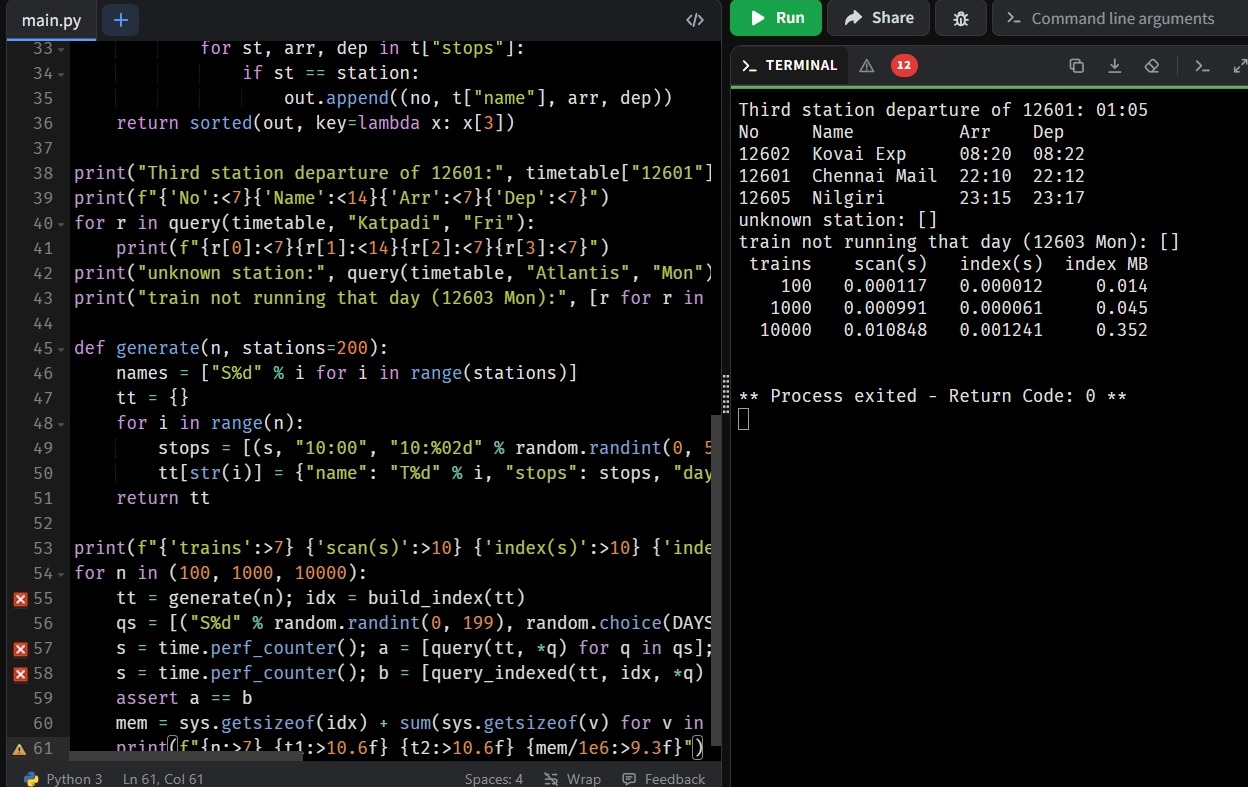 main.py
33 for st, arr, dep in t["stops"]:
34 if st == station:
35 out.append((no, t["name"], arr, dep))
36 return sorted(out, key=lambda x: x[3])
37
38 print("Third station departure of 12601:", timetable["12601"]
39 print(f"{'No':<7}{'Name':<14}{'Arr':<7}{'Dep':<7}")
40 for r in query(timetable, "Katpadi", "Fri"):
41 print(f"{r[0]:<7}{r[1]:<14}{r[2]:<7}{r[3]:<7}")
42 print("unknown station:", query(timetable, "Atlantis", "Mon")
43 print("train not running that day (12603 Mon):", [r for r in
44
45 def generate(n, stations=200):
46 names = ["S%d" % i for i in range(stations)]
47 tt = {}
48 for i in range(n):
49 stops = [(s, "10:00", "10:%02d" % random.randint(0, 5
50 tt[str(i)] = {"name": "T%d" % i, "stops": stops, "day
51 return tt
52
53 print(f"{'trains':>7} {'scan(s)':>10} {'index(s)':>10} {'inde
54 for n in (100, 1000, 10000):
55 tt = generate(n); idx = build_index(tt)
56 qs = [("S%d" % random.randint(0, 199), random.choice(DAYS
57 s = time.perf_counter(); a = [query(tt, *q) for q in qs];
58 s = time.perf_counter(); b = [query_indexed(tt, idx, *q)
59 assert a == b
60 mem = sys.getsizeof(idx) + sum(sys.getsizeof(v) for v in
61 print(f"{n:>7} {t1:>10.6f} {t2:>10.6f} {mem/1e6:>9.3f}")
Python 3 Ln 61, Col 61 Spaces: 4 Wrap Feedback
Run Share Command line arguments
TERMINAL 12
Third station departure of 12601: 01:05
No Name Arr Dep
12602 Kovai Exp 08:20 08:22
12601 Chennai Mail 22:10 22:12
12605 Nilgiri 23:15 23:17
unknown station: []
train not running that day (12603 Mon): []
trains scan(s) index(s) index MB
100 0.000117 0.000012 0.014
1000 0.000991 0.000061 0.045
10000 0.010848 0.001241 0.352
** Process exited - Return Code: 0 **